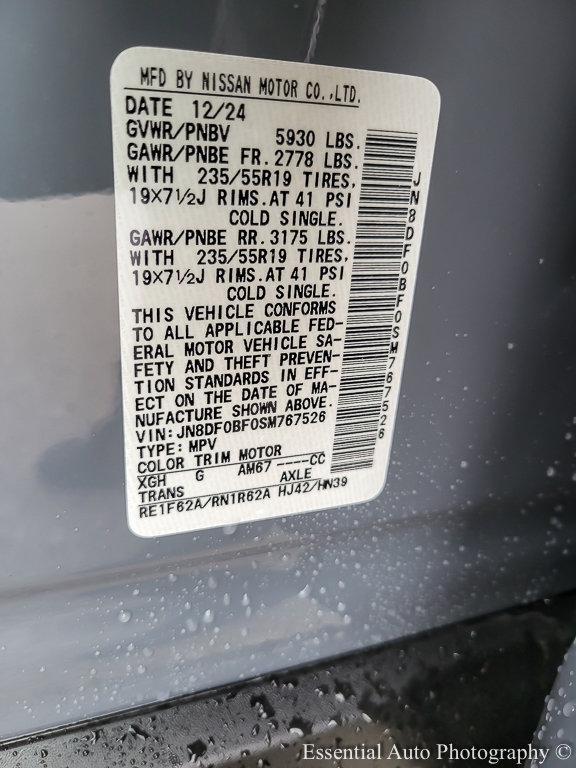 MFD BY NISSAN MOTOR CO.,LTD.
DATE 12/24
GVWR/PNBV 5930 LBS.
GAWR/PNBE FR. 2778 LBS.
WITH 235/55R19 TIRES,
19X7½J RIMS.AT 41 PSI
COLD SINGLE.
GAWR/PNBE RR. 3175 LBS.
WITH 235/55R19 TIRES,
19X7½J RIMS.AT 41 PSI
COLD SINGLE.
THIS VEHICLE CONFORMS
TO ALL APPLICABLE FED-
ERAL MOTOR VEHICLE SA-
FETY AND THEFT PREVEN-
TION STANDARDS IN EFF-
ECT ON THE DATE OF MA-
NUFACTURE SHOWN ABOVE.
VIN:JN8DF0BF0SM767526
TYPE: MPV
COLOR TRIM MOTOR
XGH G AM67 ----CC
TRANS AXLE
RE1F62A/RN1R62A HJ42/HN39
JN8DF0BF0SM767526
Essential Auto Photography ©